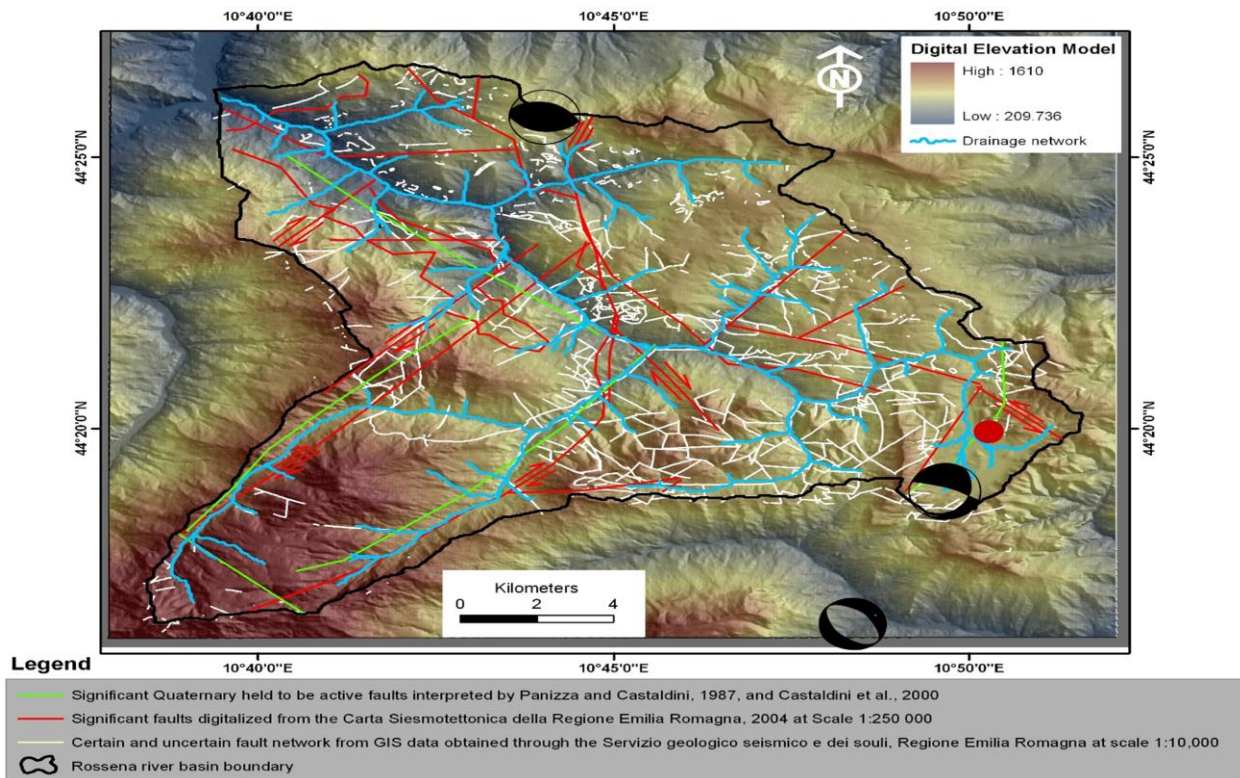 10°40'0"E 10°45'0"E 10°50'0"E
Digital Elevation Model
High : 1610
Low : 209.736
Drainage network
N
44°25'0"N 44°25'0"N
44°20'0"N 44°20'0"N
Kilometers
0 2 4
10°40'0"E 10°45'0"E 10°50'0"E
Legend
Significant Quaternary held to be active faults interpreted by Panizza and Castaldini, 1987, and Castaldini et al., 2000
Significant faults digitalized from the Carta Siesmotettonica della Regione Emilia Romagna, 2004 at Scale 1:250 000
Certain and uncertain fault network from GIS data obtained through the Servizio geologico seismico e dei souli, Regione Emilia Romagna at scale 1:10,000
Rossena river basin boundary